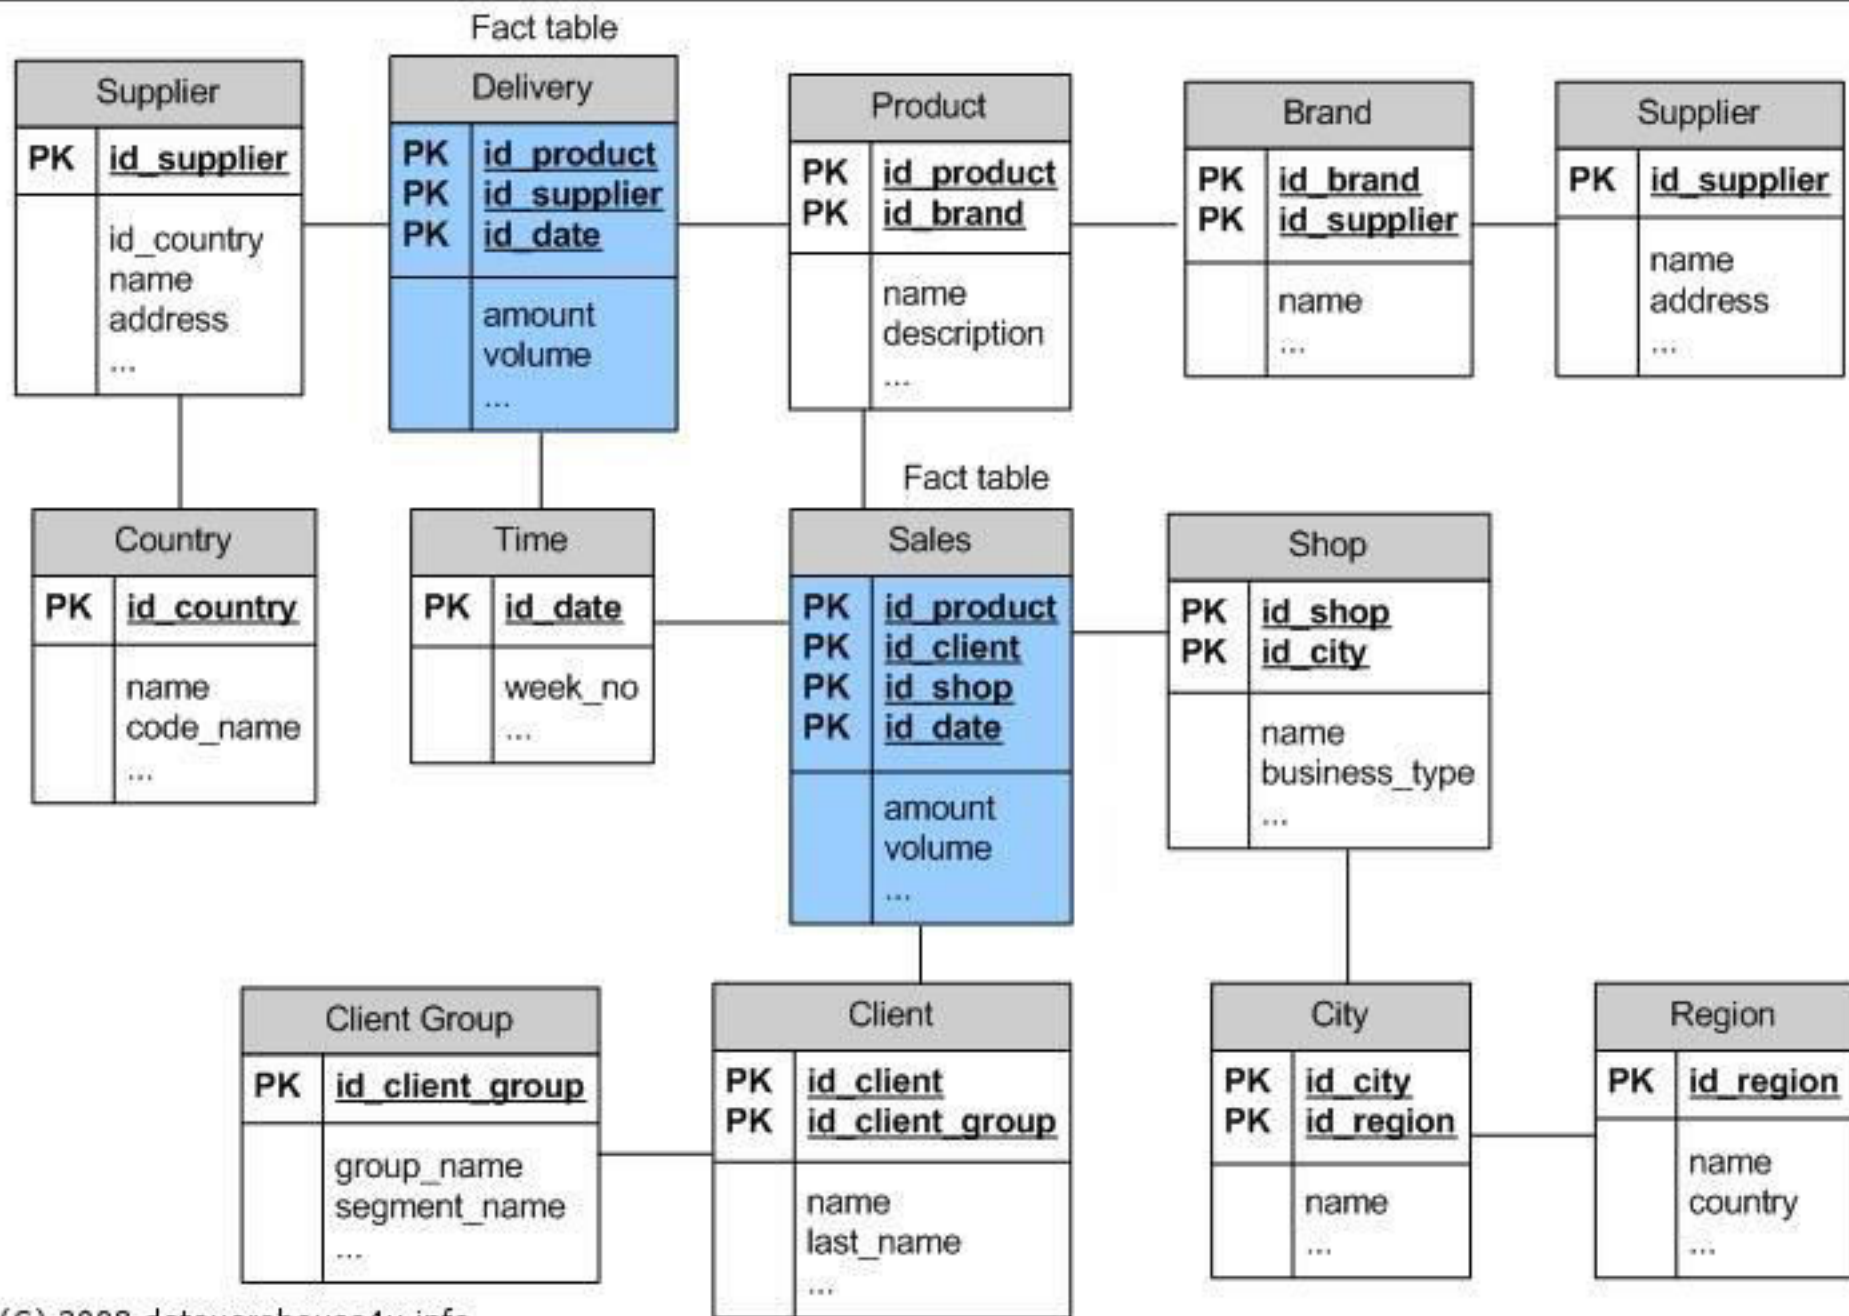 Fact table
Supplier
PK id_supplier
id_country
name
address
...
Delivery
PK id_product
PK id_supplier
PK id_date
amount
volume
...
Product
PK id_product
PK id_brand
name
description
...
Brand
PK id_brand
PK id_supplier
name
...
Supplier
PK id_supplier
name
address
...
Country
PK id_country
name
code_name
...
Time
PK id_date
week_no
...
Fact table
Sales
PK id_product
PK id_client
PK id_shop
PK id_date
amount
volume
...
Shop
PK id_shop
PK id_city
name
business_type
...
Client Group
PK id_client_group
group_name
segment_name
...
Client
PK id_client
PK id_client_group
name
last_name
...
City
PK id_city
PK id_region
name
...
Region
PK id_region
name
country
...